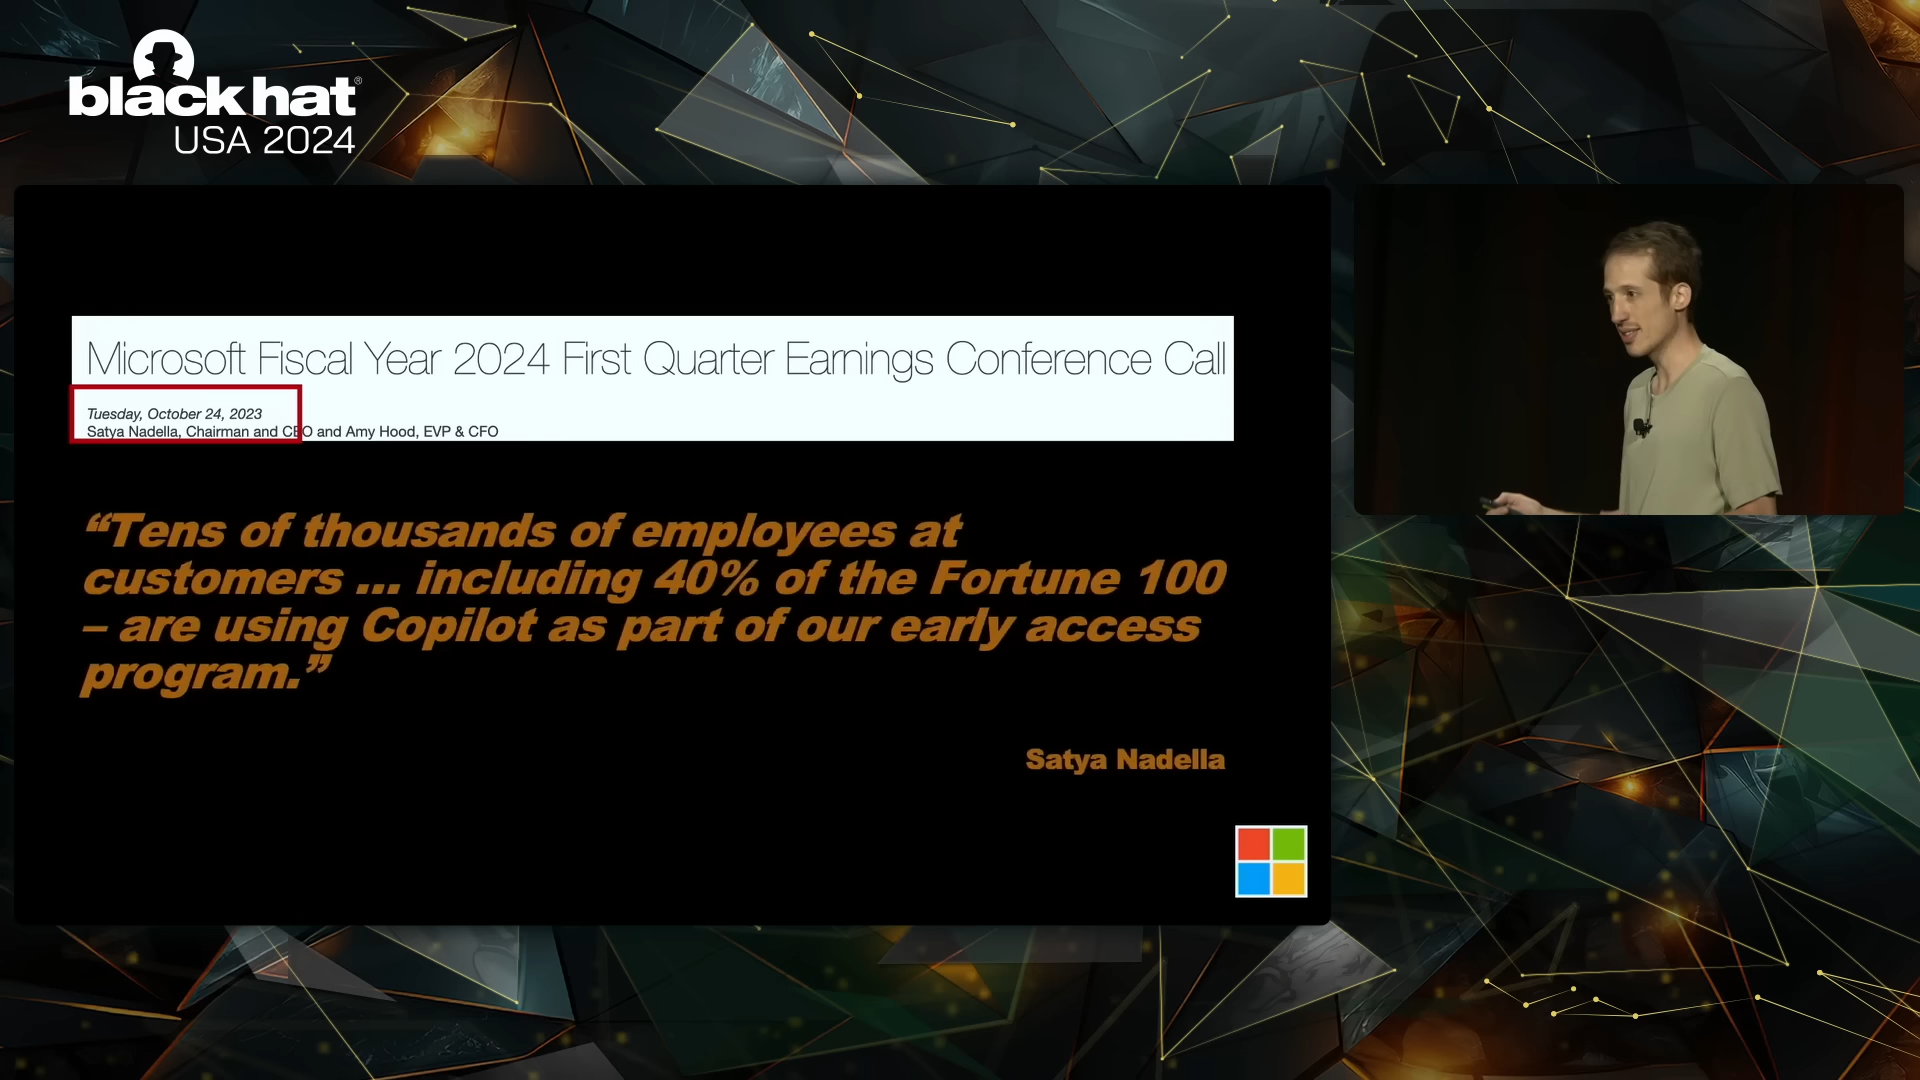 blackhat®
USA 2024
Microsoft Fiscal Year 2024 First Quarter Earnings Conference Call
Tuesday, October 24, 2023
Satya Nadella, Chairman and CEO and Amy Hood, EVP & CFO
“Tens of thousands of employees at
customers ... including 40% of the Fortune 100
– are using Copilot as part of our early access
program.”
Satya Nadella